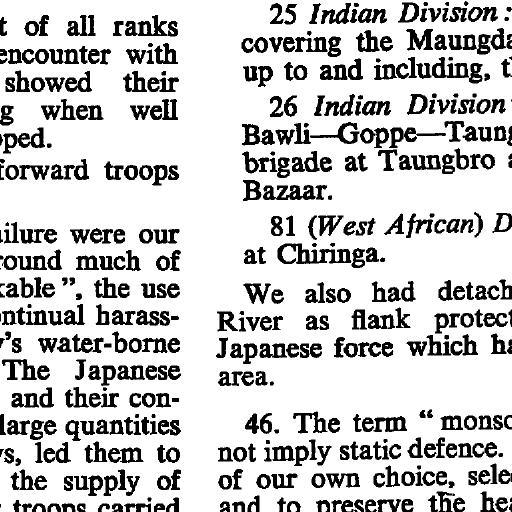 t of all ranks
encounter with
showed their
g when well
pped.
forward troops
ailure were our
round much of
kable", the use
ntinual harass-
y's water-borne
The Japanese
and their con-
large quantities
s, led them to
the supply of
troops carried
25 Indian Division:
covering the Maungda
up to and including, t
26 Indian Division
Bawli—Goppe—Taung
brigade at Taungbro a
Bazaar.
81 (West African) D
at Chiringa.
We also had detach
River as flank protect
Japanese force which ha
area.
46. The term "monso
not imply static defence.
of our own choice, sele
and to preserve the hea